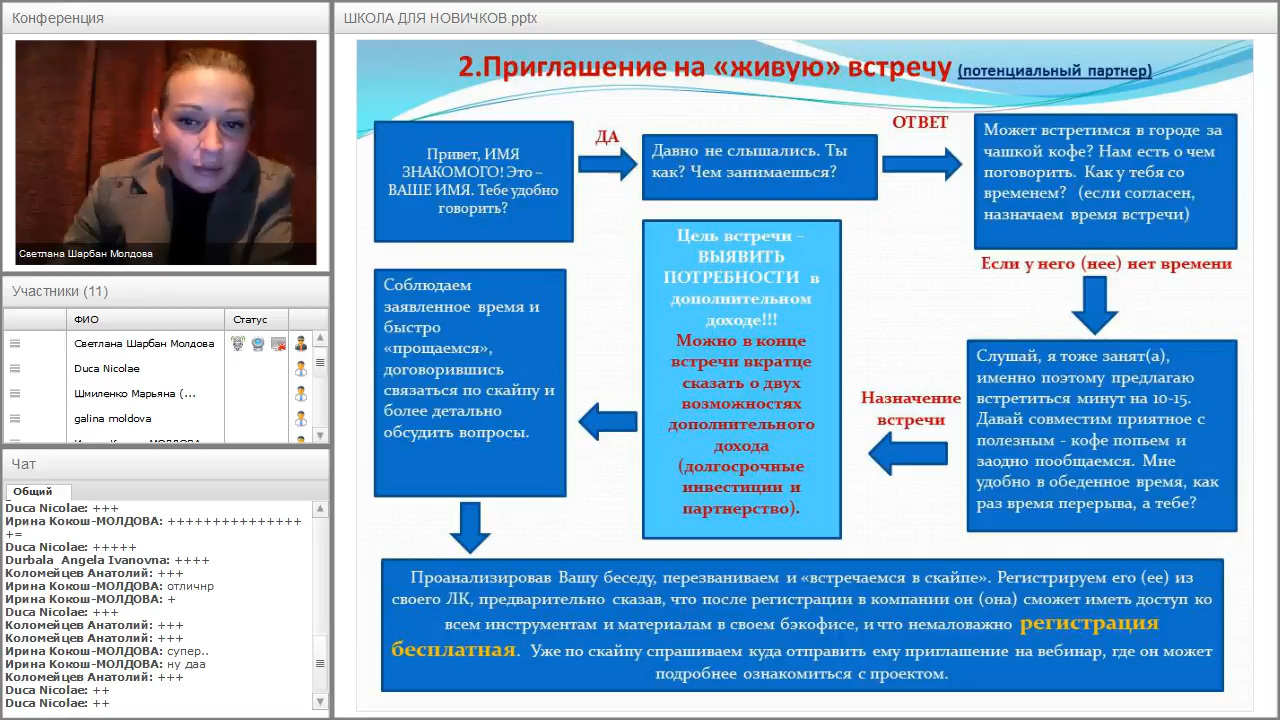 Конференция
Светлана Шарбан Молдова
Участники (11)
ФИО
Статус
Светлана Шарбан Молдова
Duca Nicolae
Шмиленко Марьяна (...
galina moldova
Чат
Общий
Duca Nicolae: +++
Ирина Кокош-МОЛДОВА: +++++++++++++++
+=
Duca Nicolae: +++++
Durbala Angela Ivanovna: ++++
Коломейцев Анатолий: +++
Ирина Кокош-МОЛДОВА: отличнр
Ирина Кокош-МОЛДОВА: +
Duca Nicolae: +++
Коломейцев Анатолий: +++
Коломейцев Анатолий: +++
Ирина Кокош-МОЛДОВА: супер..
Ирина Кокош-МОЛДОВА: ну даа
Коломейцев Анатолий: +++
Duca Nicolae: ++
Duca Nicolae: ++
ШКОЛА ДЛЯ НОВИЧКОВ.pptx
2.Приглашение на «живую» встречу (потенциальный партнер)
Привет, ИМЯ
ЗНАКОМОГО! Это –
ВАШЕ ИМЯ. Тебе удобно
говорить?
ДА
Давно не слышались. Ты
как? Чем занимаешься?
ОТВЕТ
Может встретимся в городе за
чашкой кофе? Нам есть о чем
поговорить. Как у тебя со
временем? (если согласен,
назначаем время встречи)
Если у него (нее) нет времени
Слушай, я тоже занят(а),
именно поэтому предлагаю
встретиться минут на 10-15.
Давай совместим приятное с
полезным - кофе попьем и
заодно пообщаемся. Мне
удобно в обеденное время, как
раз время перерыва, а тебе?
Назначение
встречи
Цель встречи –
ВЫЯВИТЬ
ПОТРЕБНОСТИ в
дополнительном
доходе!!!
Можно в конце
встречи вкратце
сказать о двух
возможностях
дополнительного
дохода
(долгосрочные
инвестиции и
партнерство).
Соблюдаем
заявленное время и
быстро
«прощаемся»,
договорившись
связаться по скайпу и
более детально
обсудить вопросы.
Проанализировав Вашу беседу, перезваниваем и «встречаемся в скайпе». Регистрируем его (ее) из
своего ЛК, предварительно сказав, что после регистрации в компании он (она) сможет иметь доступ ко
всем инструментам и материалам в своем бэкофисе, и что немаловажно регистрация
бесплатная. Уже по скайпу спрашиваем куда отправить ему приглашение на вебинар, где он может
подробнее ознакомиться с проектом.